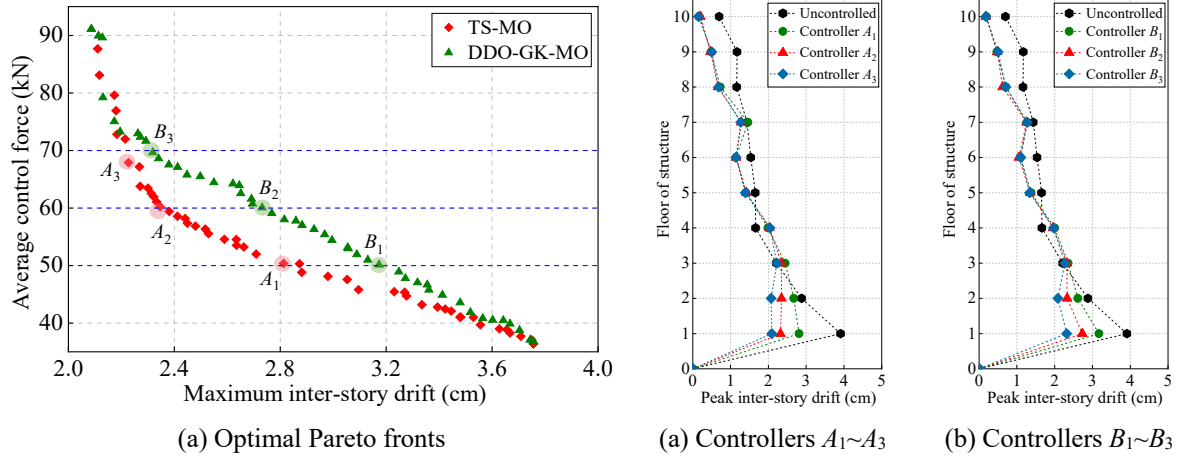 Average control force (kN)
90
80
70
60
50
40
TS-MO
DDO-GK-MO
B₃
A₃
B₂
A₂
B₁
A₁
2.0 2.4 2.8 3.2 3.6 4.0
Maximum inter-story drift (cm)
(a) Optimal Pareto fronts
Floor of structure
10
9
8
7
6
5
4
3
2
1
0
Uncontrolled
Controller A₁
Controller A₂
Controller A₃
0 1 2 3 4 5
Peak inter-story drift (cm)
(a) Controllers A₁~A₃
Floor of structure
10
9
8
7
6
5
4
3
2
1
0
Uncontrolled
Controller B₁
Controller B₂
Controller B₃
0 1 2 3 4 5
Peak inter-story drift (cm)
(b) Controllers B₁~B₃